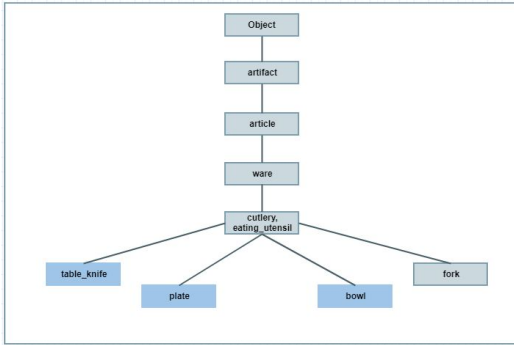 Object
artifact
article
ware
cutlery,
eating_utensil
table_knife
fork
plate
bowl